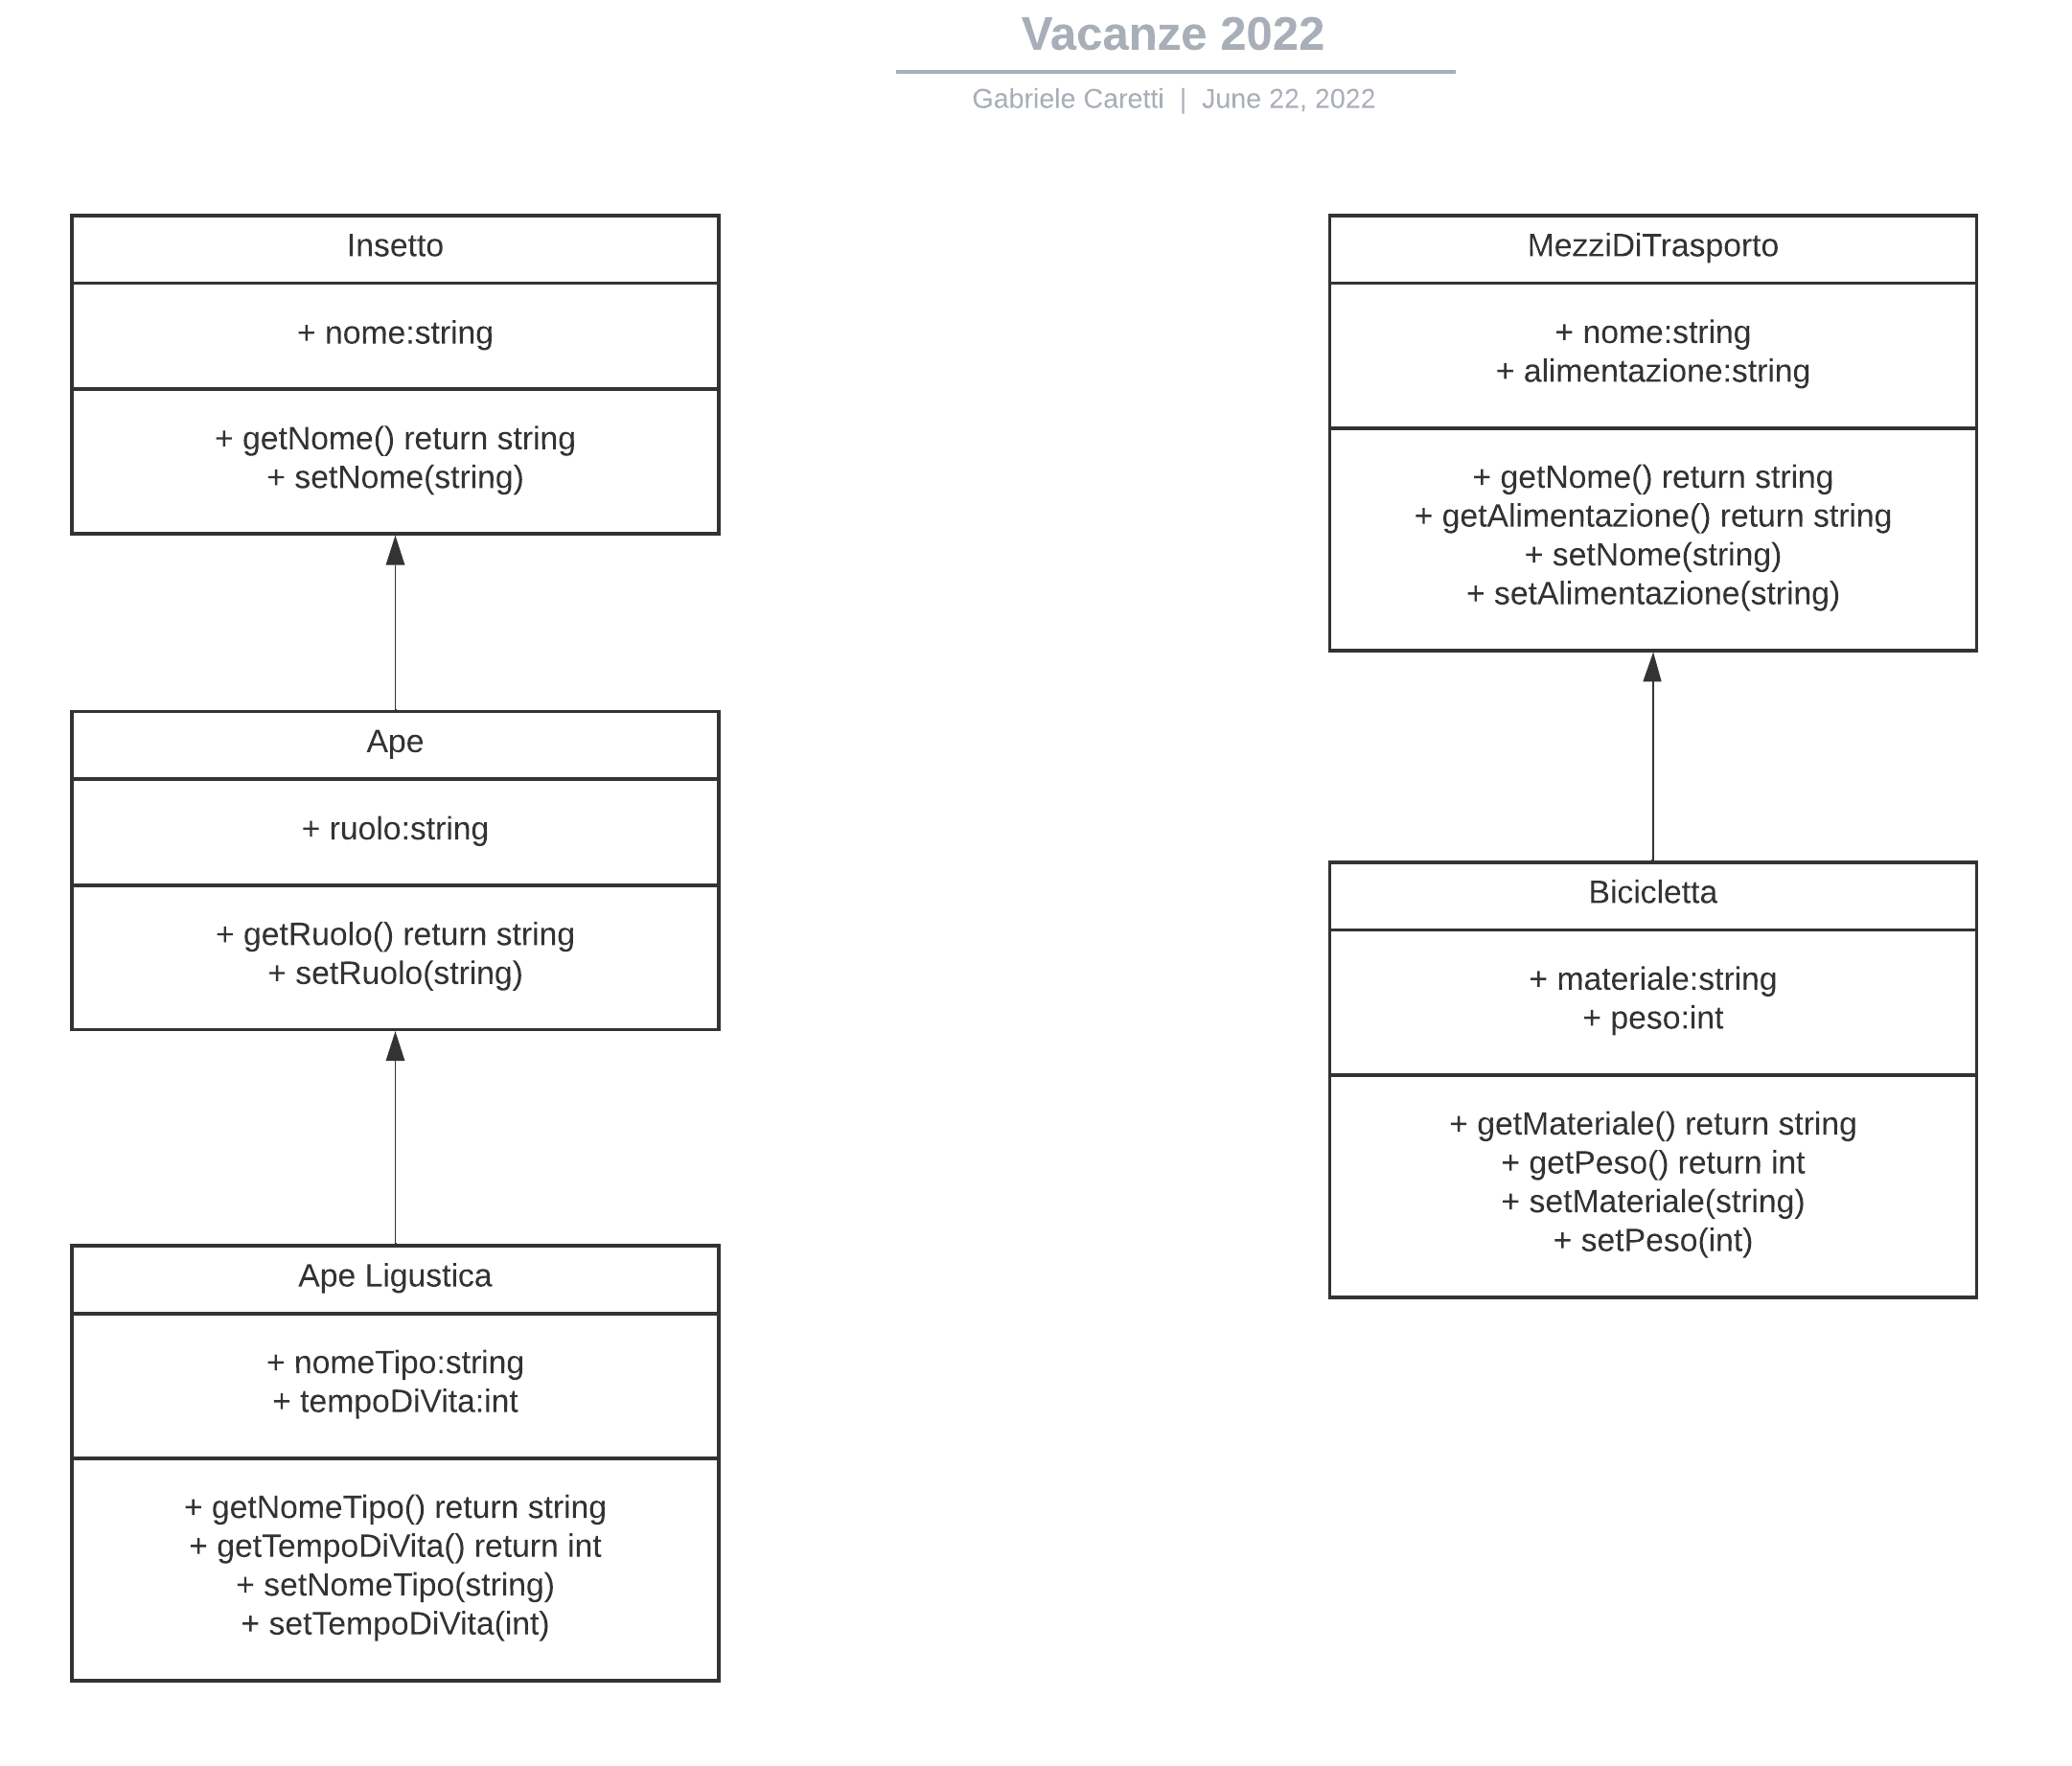 Vacanze 2022
Gabriele Caretti | June 22, 2022
Insetto
+ nome:string
+ getNome() return string
+ setNome(string)
Ape
+ ruolo:string
+ getRuolo() return string
+ setRuolo(string)
Ape Ligustica
+ nomeTipo:string
+ tempoDiVita:int
+ getNomeTipo() return string
+ getTempoDiVita() return int
+ setNomeTipo(string)
+ setTempoDiVita(int)
MezziDiTrasporto
+ nome:string
+ alimentazione:string
+ getNome() return string
+ getAlimentazione() return string
+ setNome(string)
+ setAlimentazione(string)
Bicicletta
+ materiale:string
+ peso:int
+ getMateriale() return string
+ getPeso() return int
+ setMateriale(string)
+ setPeso(int)